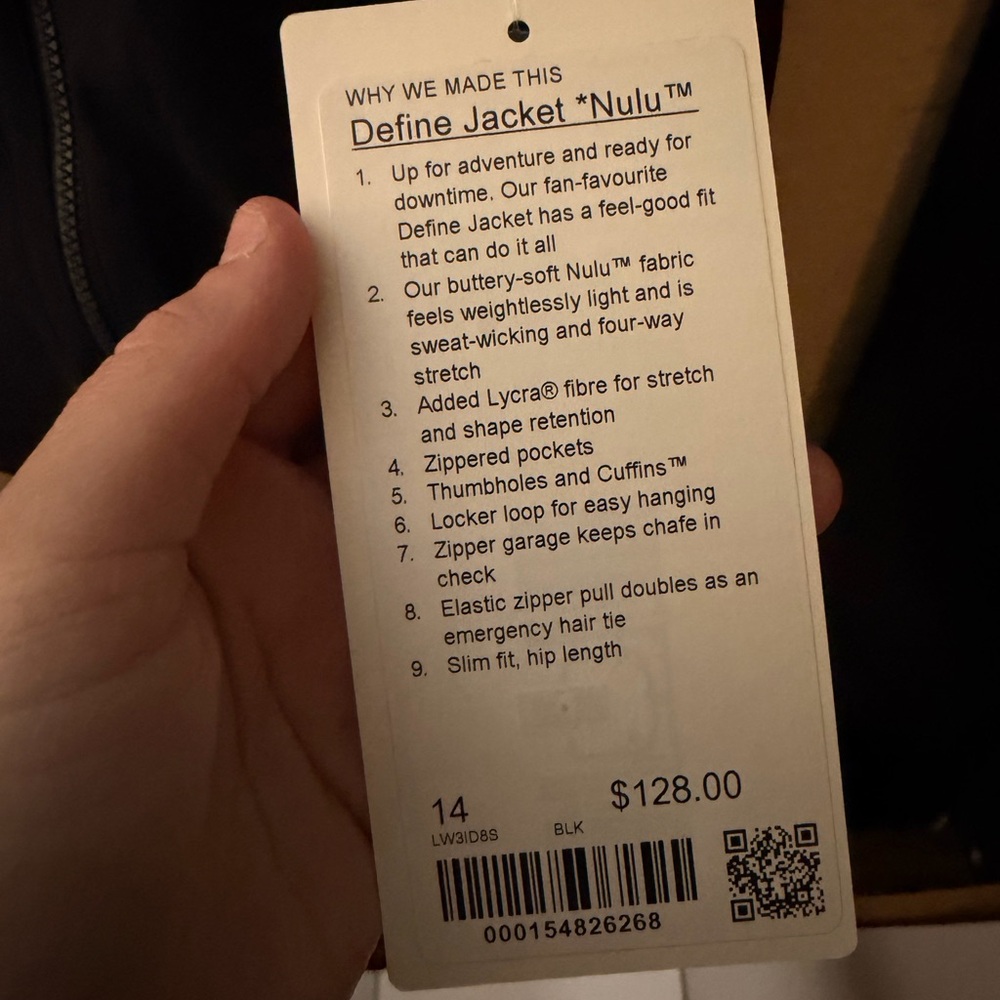 WHY WE MADE THIS
Define Jacket *Nulu™
1. Up for adventure and ready for
downtime. Our fan-favourite
Define Jacket has a feel-good fit
that can do it all
2. Our buttery-soft Nulu™ fabric
feels weightlessly light and is
sweat-wicking and four-way
stretch
3. Added Lycra® fibre for stretch
and shape retention
4. Zippered pockets
5. Thumbholes and Cuffins™
6. Locker loop for easy hanging
7. Zipper garage keeps chafe in
check
8. Elastic zipper pull doubles as an
emergency hair tie
9. Slim fit, hip length
14 $128.00
LW3ID8S BLK
000154826268